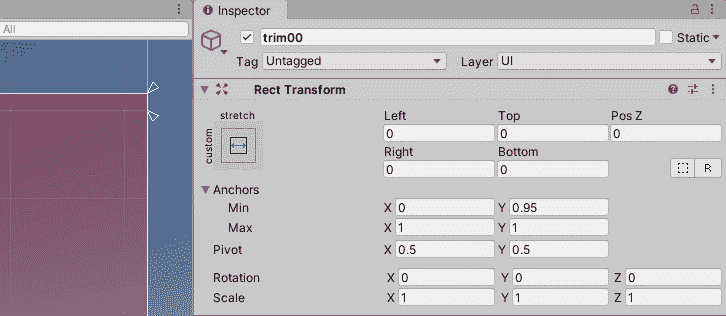 Inspector
All
trim00
Static
Tag Untagged Layer UI
Rect Transform
stretch
custom
Left Top Pos Z
0 0 0
Right Bottom
0 0
R
Anchors
Min X 0 Y 0.95
Max X 1 Y 1
Pivot X 0.5 Y 0.5
Rotation X 0 Y 0 Z 0
Scale X 1 Y 1 Z 1